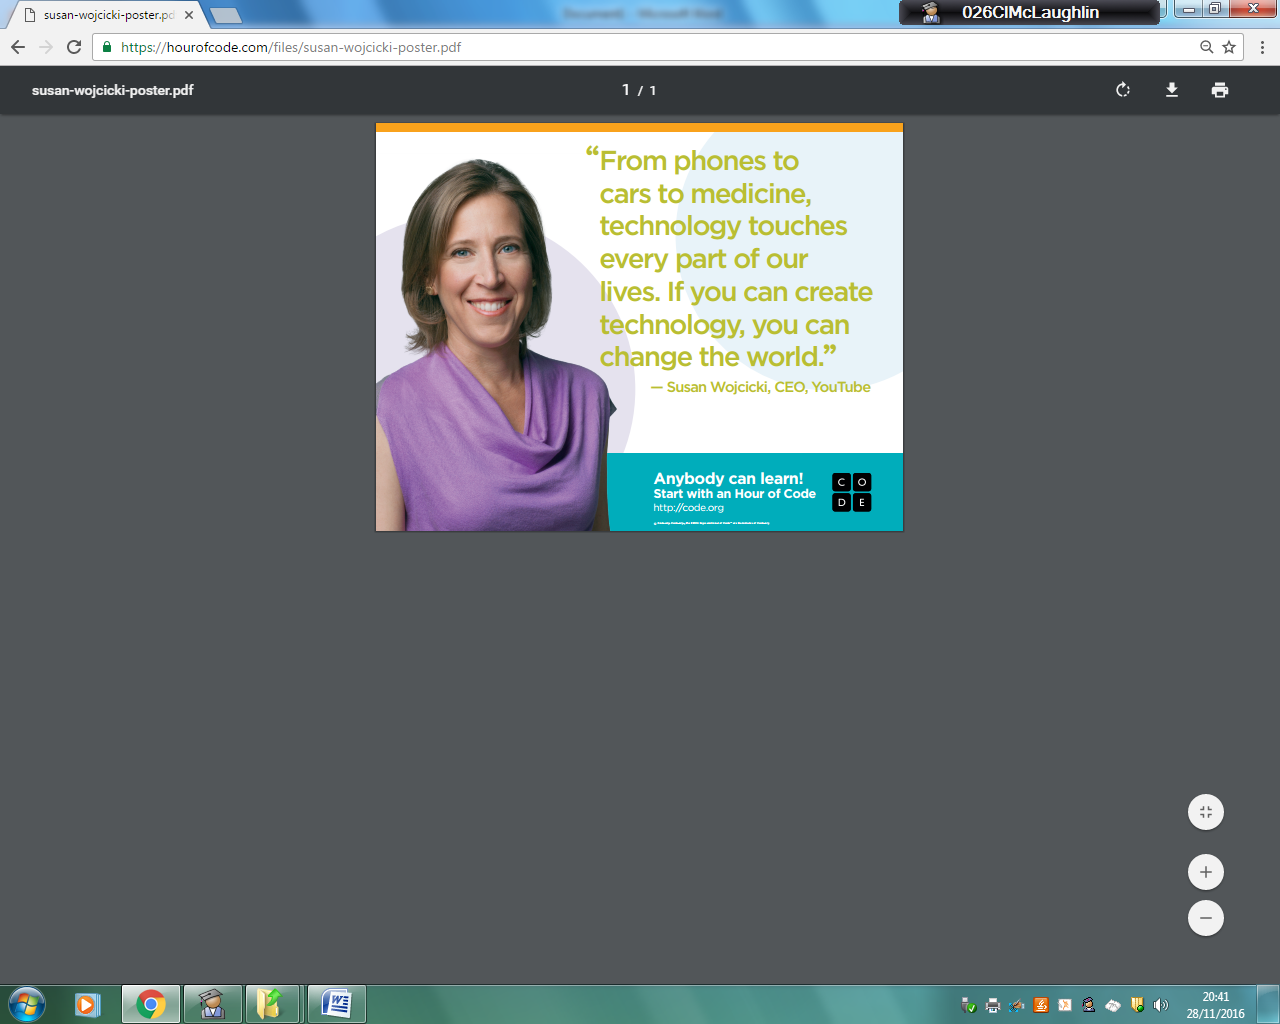 susan-wojcicki-poster.pd
026ClMcLaughlin
https://hourofcode.com/files/susan-wojcicki-poster.pdf
susan-wojcicki-poster.pdf
1 / 1
“From phones to
cars to medicine,
technology touches
every part of our
lives. If you can create
technology, you can
change the world.”
— Susan Wojcicki, CEO, YouTube
Anybody can learn!
Start with an Hour of Code
http://code.org
C O
D E
20:41
28/11/2016